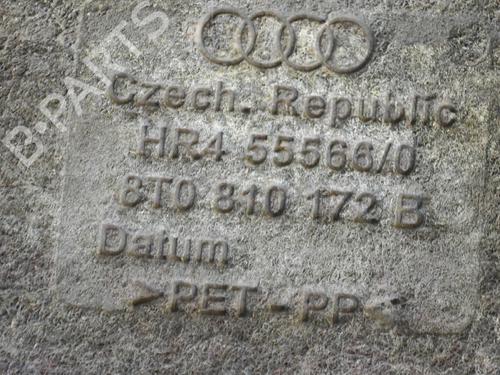 B-PARTS
Czech. Republic
HR4 55566/0
8T0 810 172 B
Datum
>PET-PP<